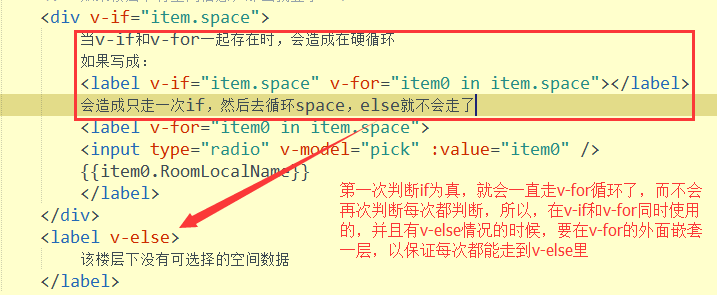 <div v-if="item.space">
当v-if和v-for一起存在时，会造成在硬循环
如果写成：
<label v-if="item.space" v-for="item0 in item.space"></label>
会造成只走一次if，然后去循环space，else就不会走了
<label v-for="item0 in item.space">
<input type="radio" v-model="pick" :value="item0" />
{{item0.RoomLocalName}}
</label>
</div>
<label v-else>
该楼层下没有可选择的空间数据
</label>
第一次判断if为真，就会一直走v-for循环了，而不会
再次判断每次都判断，所以，在v-if和v-for同时使用
的，并且有v-else情况的时候，要在v-for的外面嵌套
一层，以保证每次都能走到v-else里